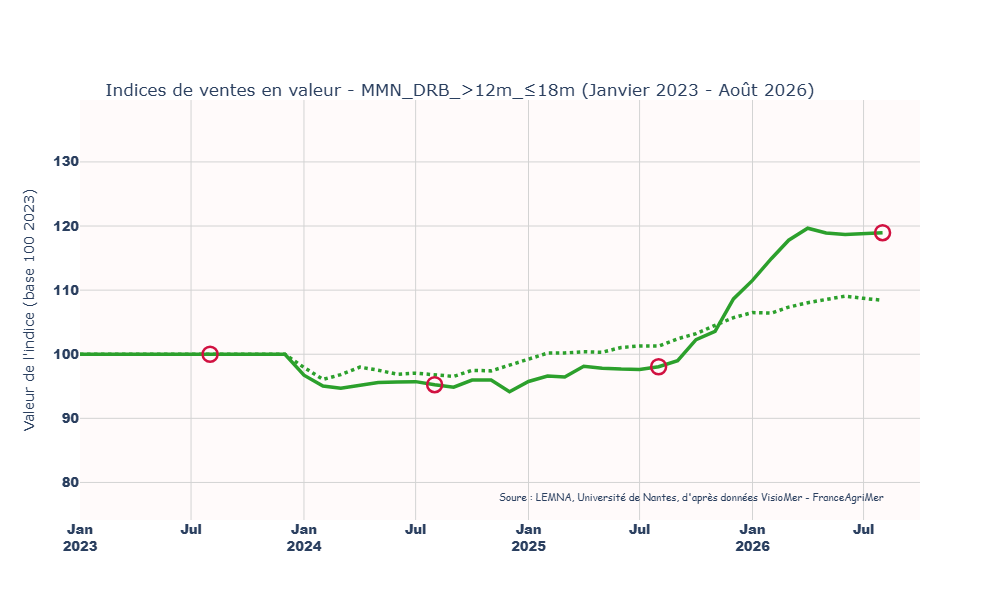 Indices de ventes en valeur - MMN_DRB_>12m_≤18m (Janvier 2023 - Août 2026)
Valeur de l'indice (base 100 2023)
130
120
110
100
90
80
Soure : LEMNA, Université de Nantes, d'après données VisioMer - FranceAgriMer
Jan Jul Jan Jul Jan Jul Jan Jul
2023 2024 2025 2026